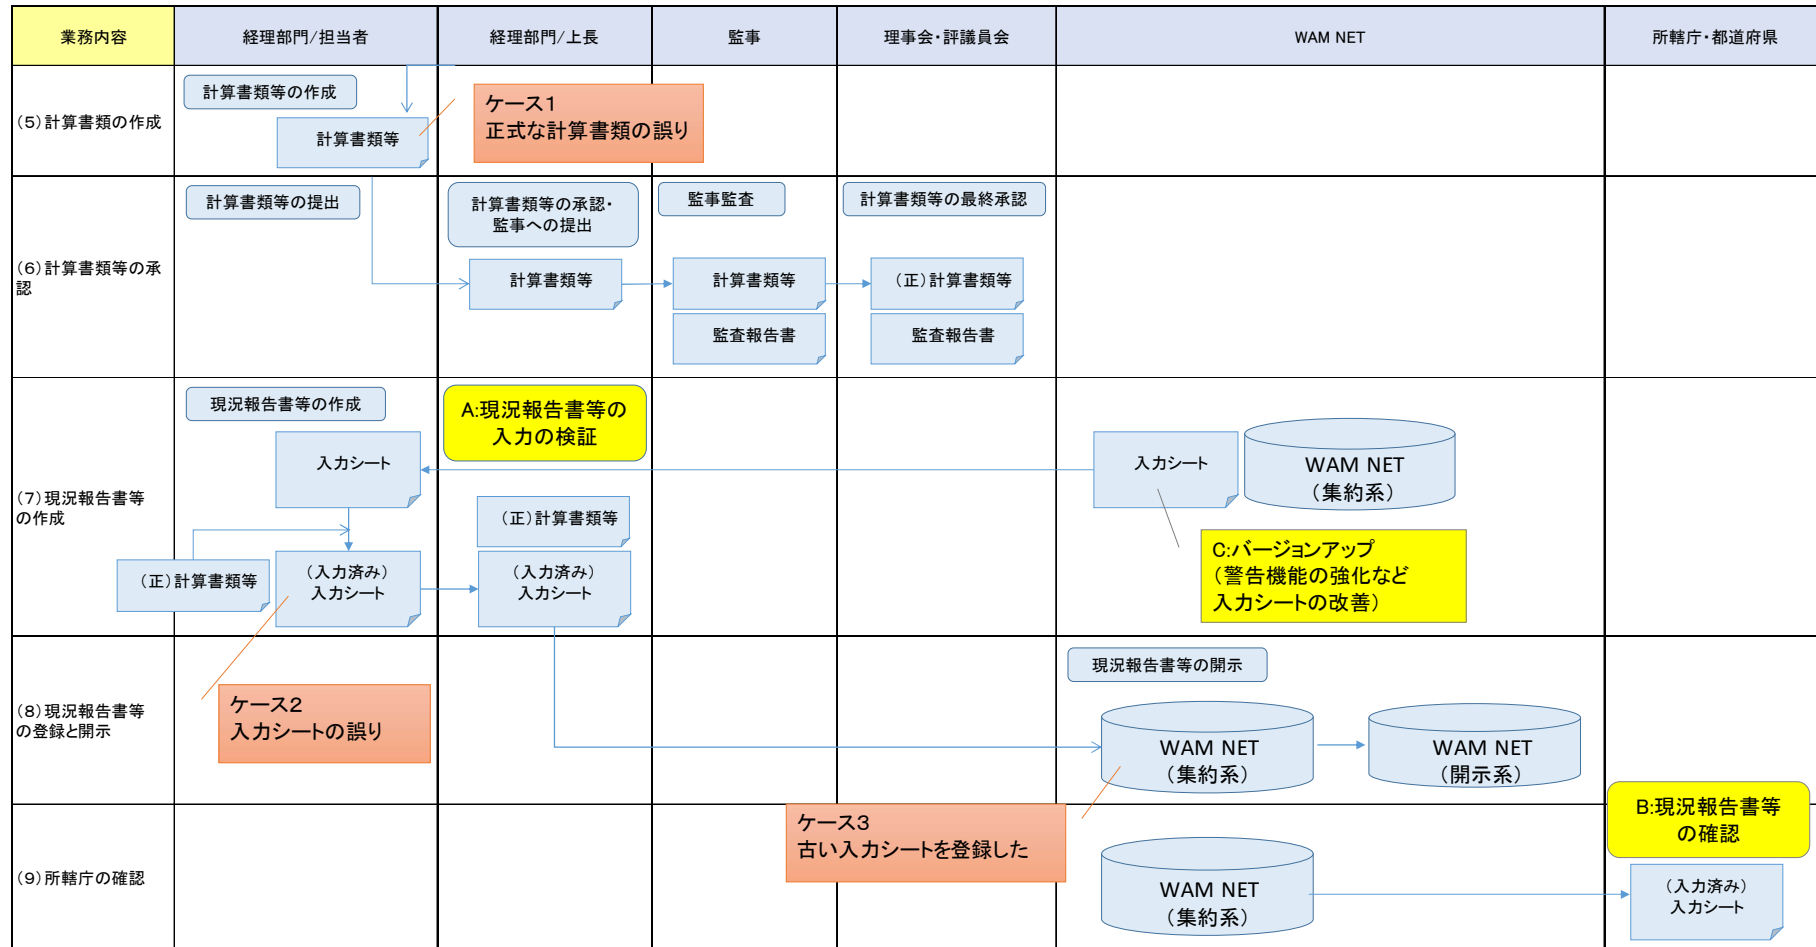 業務内容
経理部門/担当者
経理部門/上長
監事
理事会・評議員会
WAM NET
所轄庁・都道府県
(5)計算書類の作成
計算書類等の作成
計算書類等
ケース1
正式な計算書類の誤り
(6)計算書類等の承
認
計算書類等の提出
計算書類等の承認・
監事への提出
監事監査
計算書類等の最終承認
計算書類等
計算書類等
(正)計算書類等
監査報告書
監査報告書
(7)現況報告書等
の作成
現況報告書等の作成
A:現況報告書等の
入力の検証
入力シート
入力シート
WAM NET
(集約系)
(正)計算書類等
C:バージョンアップ
(警告機能の強化など
入力シートの改善)
(正)計算書類等
(入力済み)
入力シート
(入力済み)
入力シート
(8)現況報告書等
の登録と開示
ケース2
入力シートの誤り
現況報告書等の開示
WAM NET
(集約系)
WAM NET
(開示系)
(9)所轄庁の確認
ケース3
古い入力シートを登録した
WAM NET
(集約系)
B:現況報告書等
の確認
(入力済み)
入力シート